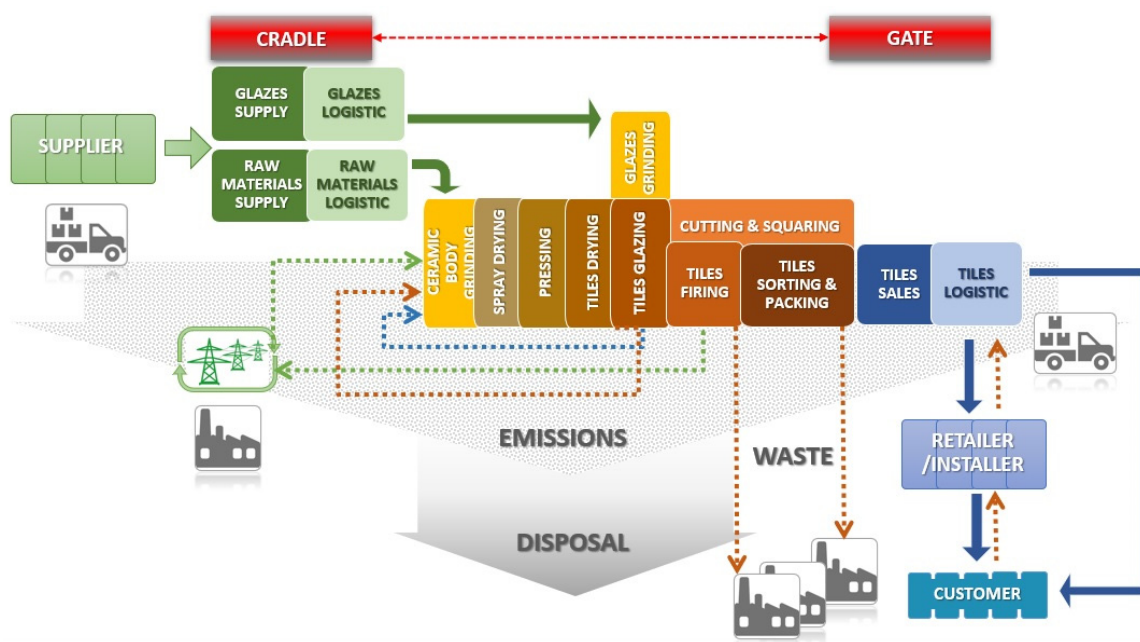 CRADLE
GATE
GLAZES
SUPPLY
GLAZES
LOGISTIC
SUPPLIER
RAW
MATERIALS
SUPPLY
RAW
MATERIALS
LOGISTIC
GLAZES
GRINDING
CERAMIC
BODY
GRINDING
SPRAY DRYING
PRESSING
TILES DRYING
TILES GLAZING
CUTTING & SQUARING
TILES
FIRING
TILES
SORTING &
PACKING
TILES
SALES
TILES
LOGISTIC
EMISSIONS
WASTE
RETAILER
/INSTALLER
DISPOSAL
CUSTOMER